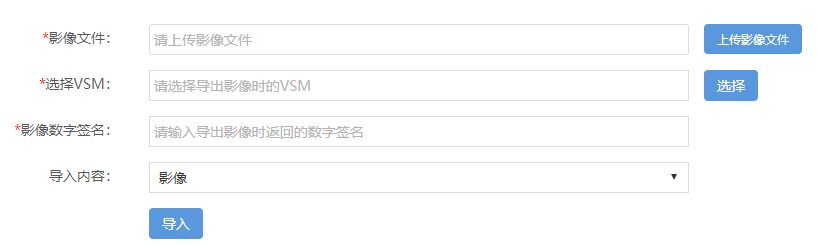 *影像文件： 请上传影像文件 上传影像文件
*选择VSM： 请选择导出影像时的VSM 选择
*影像数字签名： 请输入导出影像时返回的数字签名
导入内容： 影像
导入